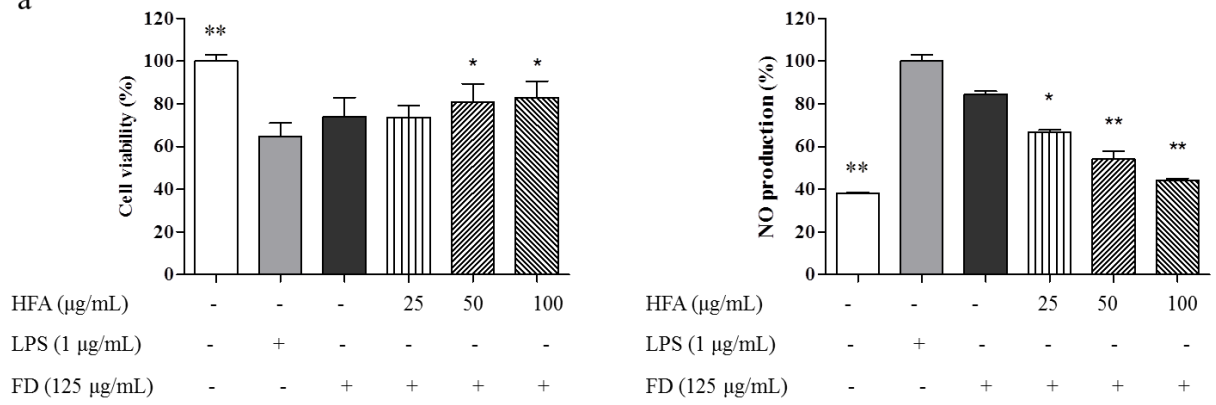 a
120
100
80
60
40
20
0
Cell viability (%)
** * *
120
100
80
60
40
20
0
NO production (%)
** * ** **
HFA (μg/mL) - - - 25 50 100
LPS (1 μg/mL) - + - - - -
FD (125 μg/mL) - - + + + +
HFA (μg/mL) - - - 25 50 100
LPS (1 μg/mL) - + - - - -
FD (125 μg/mL) - - + + + +